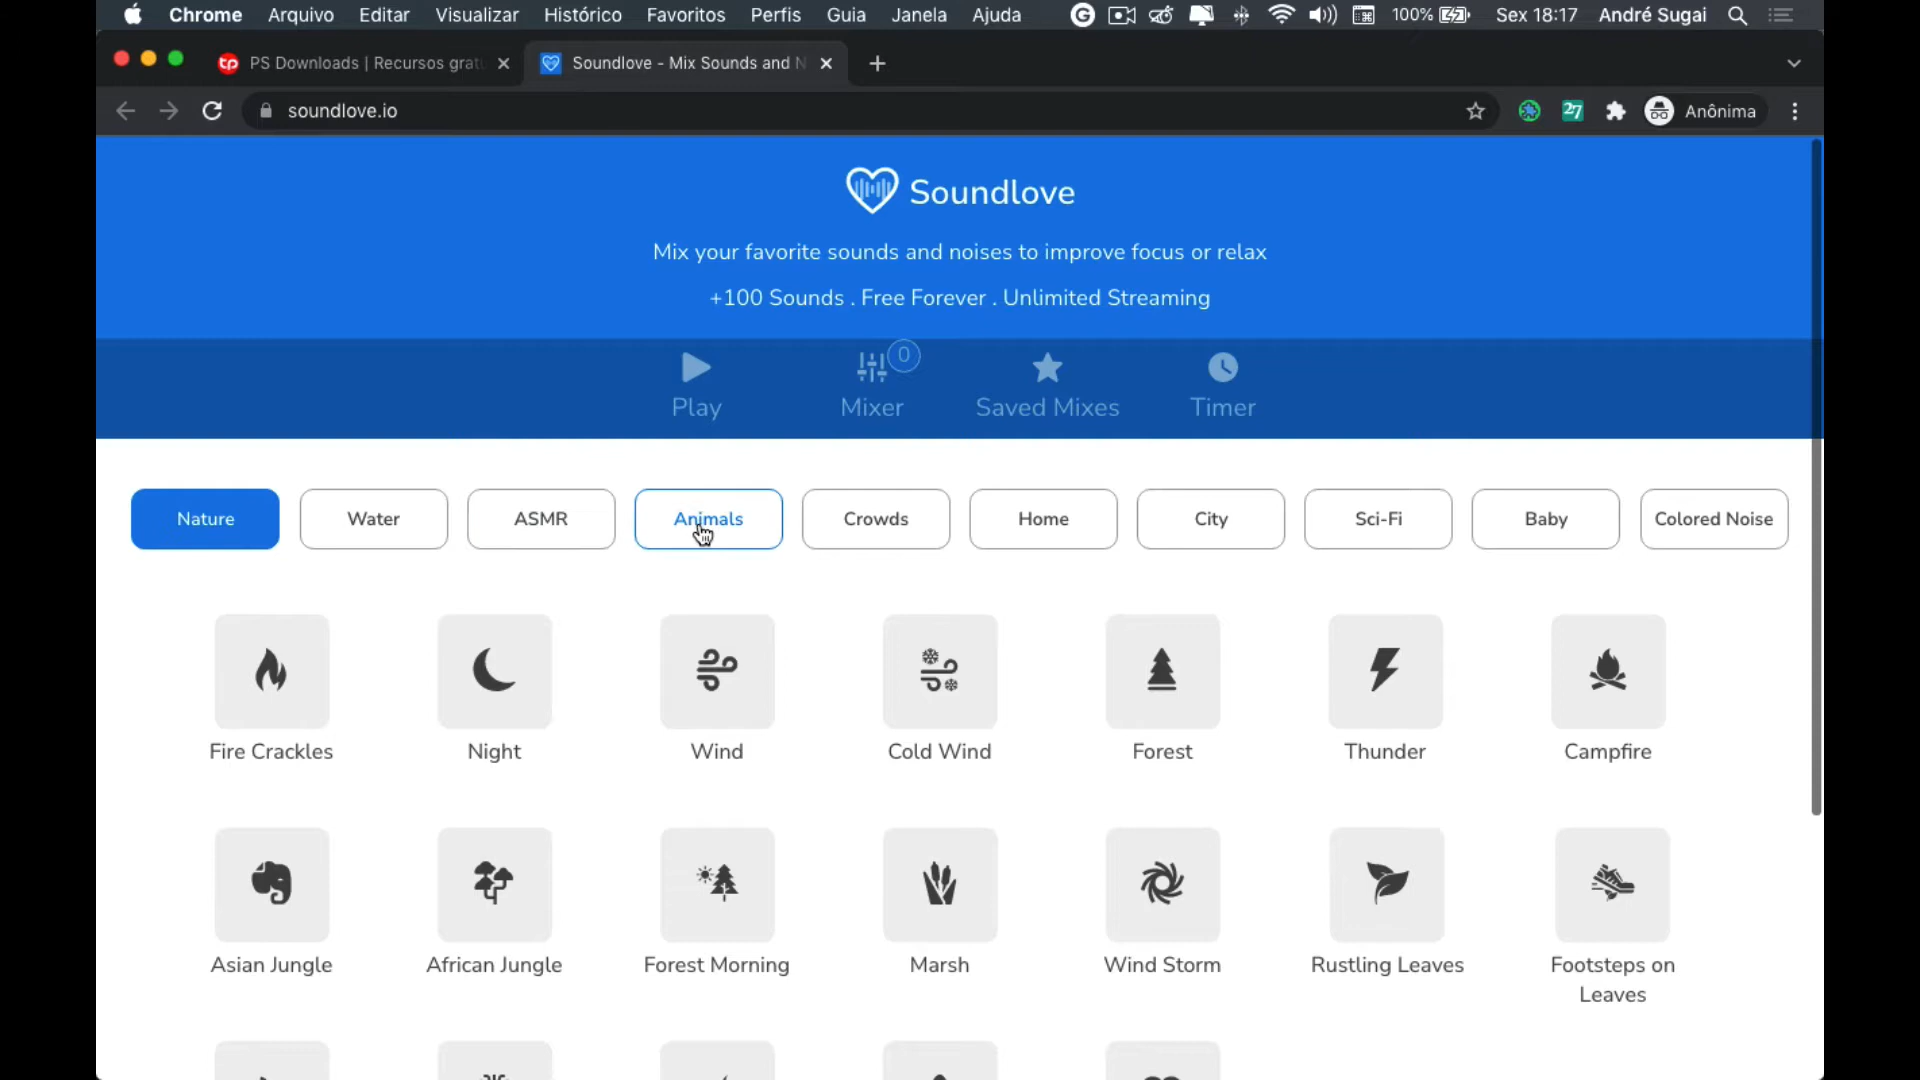 Chrome Arquivo Editar Visualizar Histórico Favoritos Perfis Guia Janela Ajuda 100% Sex 18:17 André Sugai
tp PS Downloads | Recursos gratu Soundlove - Mix Sounds and N
soundlove.io 27 Anônima
Soundlove
Mix your favorite sounds and noises to improve focus or relax
+100 Sounds . Free Forever . Unlimited Streaming
0
Play Mixer Saved Mixes Timer
Nature Water ASMR Animals Crowds Home City Sci-Fi Baby Colored Noise
Fire Crackles Night Wind Cold Wind Forest Thunder Campfire
Asian Jungle African Jungle Forest Morning Marsh Wind Storm Rustling Leaves Footsteps on
Leaves